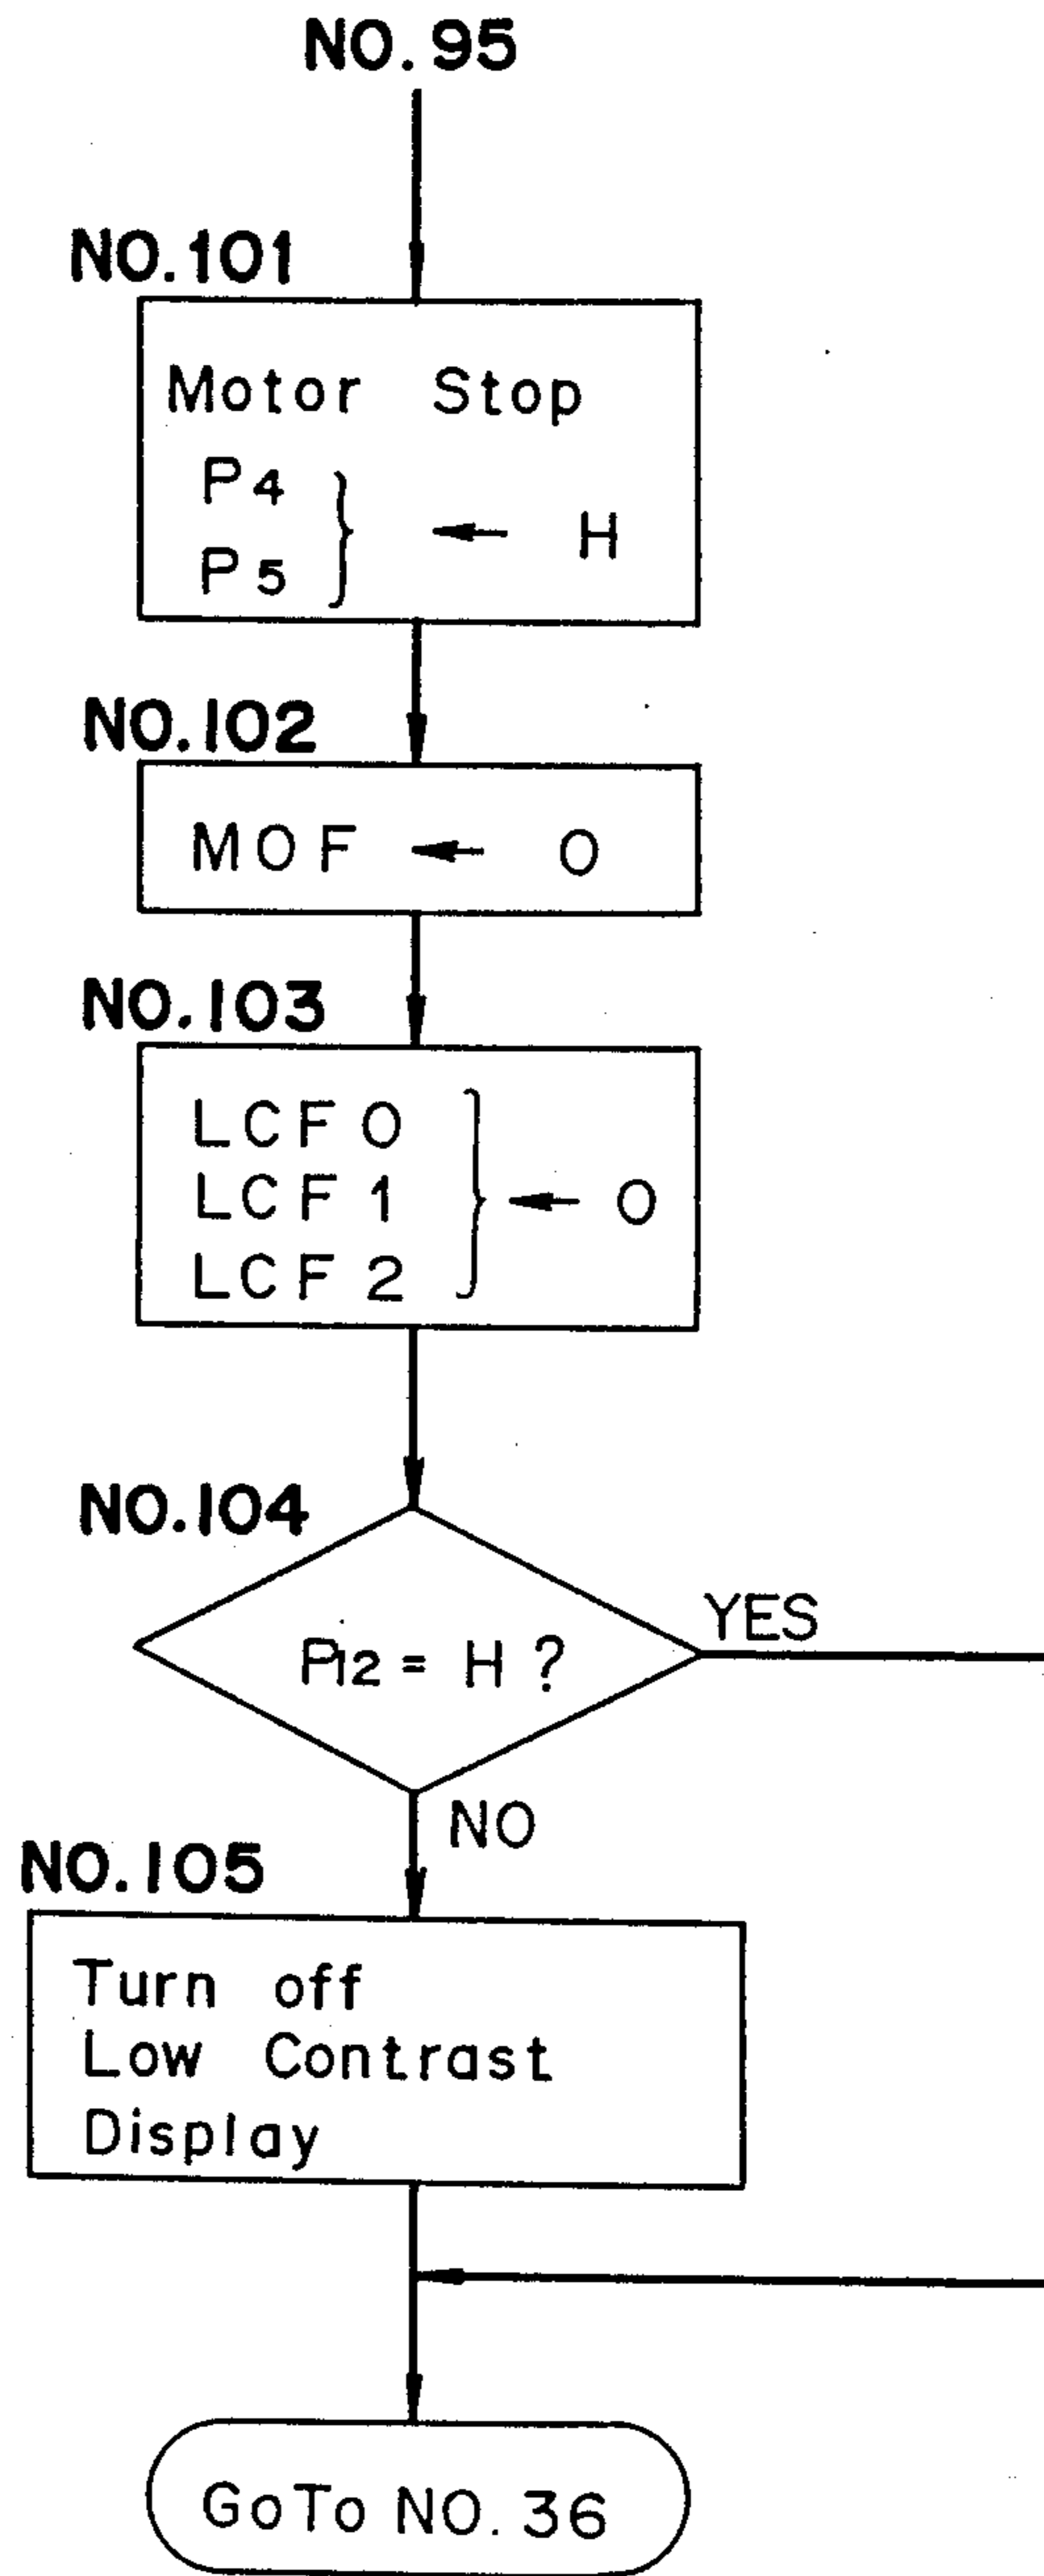 NO. 95
NO. 101
Motor Stop
P4
P5
} ← H
NO. 102
MOF ← 0
NO. 103
LCF 0
LCF 1
LCF 2
} ← 0
NO. 104
P12 = H ?
YES
NO
NO. 105
Turn off
Low Contrast
Display
GoTo NO. 36